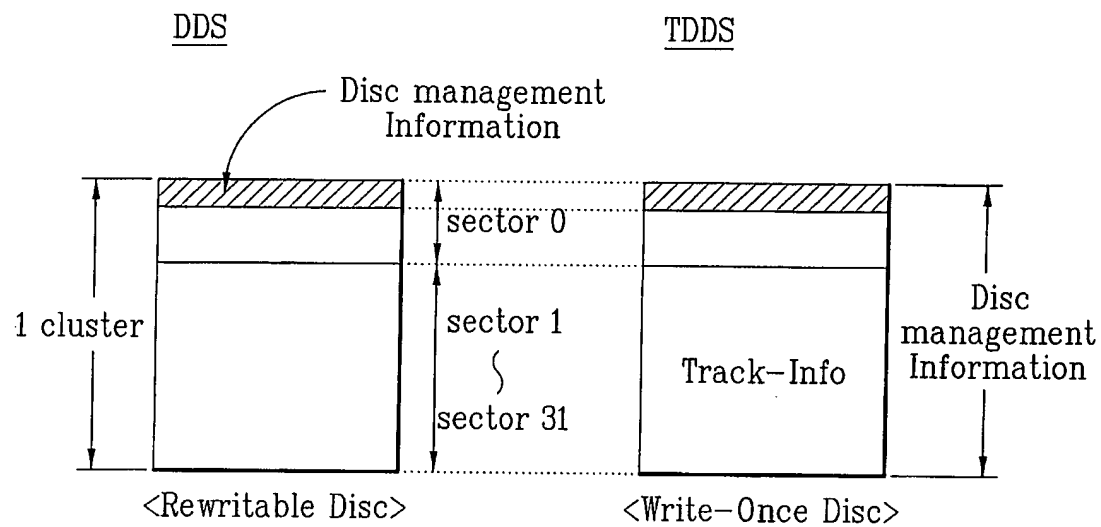 DDS
TDDS
Disc management
Information
sector 0
1 cluster
sector 1
sector 31
Track-Info
Disc
management
Information
<Rewritable Disc>
<Write-Once Disc>